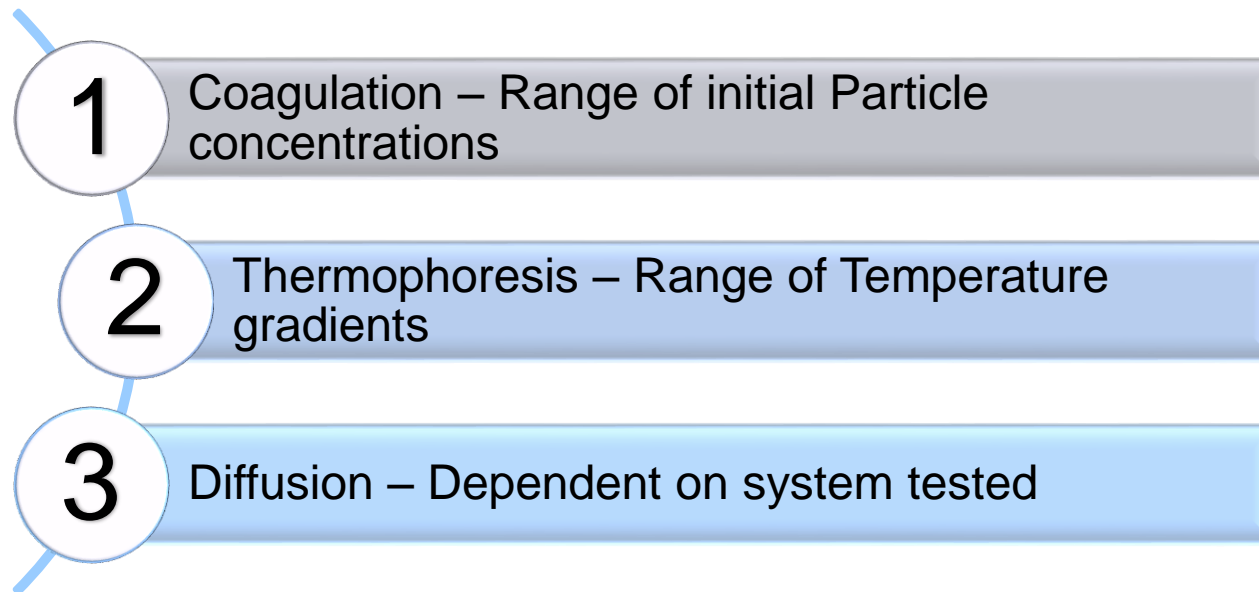 1
Coagulation – Range of initial Particle
concentrations
2
Thermophoresis – Range of Temperature
gradients
3
Diffusion – Dependent on system tested